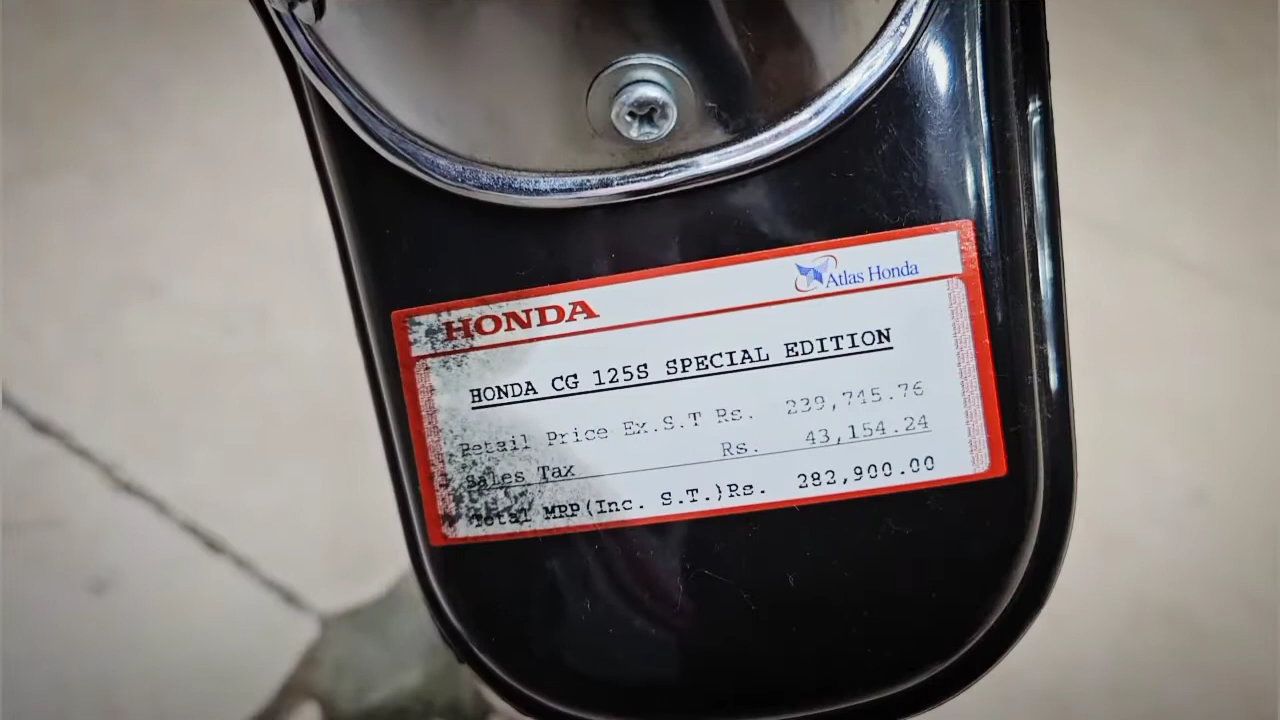 HONDA Atlas Honda
HONDA CG 125S SPECIAL EDITION
Retail Price Ex.S.T Rs. 239,745.76
Sales Tax Rs. 43,154.24
Total MRP(Inc. S.T.)Rs. 282,900.00